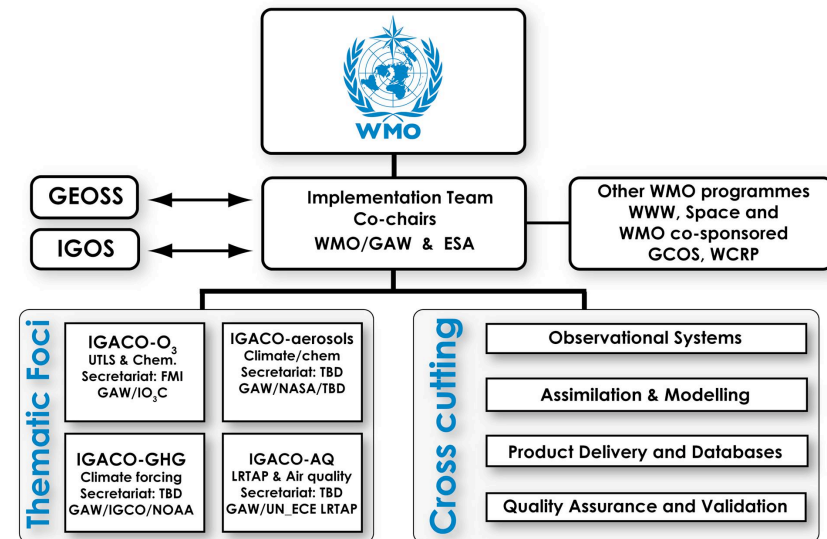 WMO
GEOSS
IGOS
Implementation Team
Co-chairs
WMO/GAW & ESA
Other WMO programmes
WWW, Space and
WMO co-sponsored
GCOS, WCRP
Thematic Foci
IGACO-O₃
UTLS & Chem.
Secretariat: FMI
GAW/IO₃C
IGACO-aerosols
Climate/chem
Secretariat: TBD
GAW/NASA/TBD
IGACO-GHG
Climate forcing
Secretariat: TBD
GAW/IGCO/NOAA
IGACO-AQ
LRTAP & Air quality
Secretariat: TBD
GAW/UN_ECE LRTAP
Cross cutting
Observational Systems
Assimilation & Modelling
Product Delivery and Databases
Quality Assurance and Validation